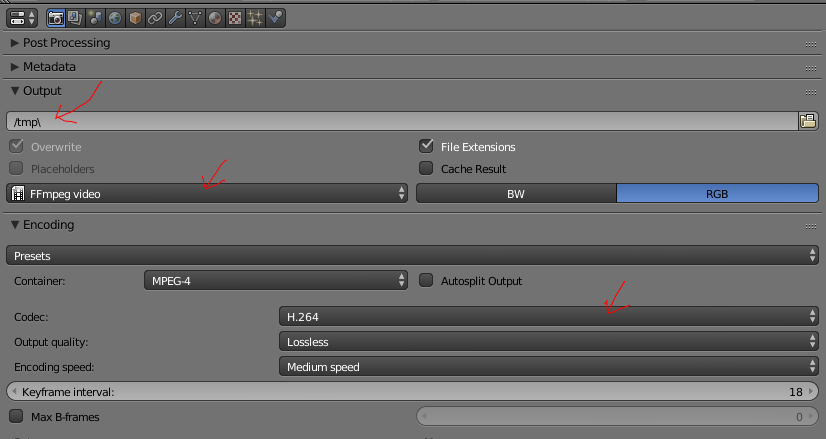 Post Processing
Metadata
Output
/tmp\
Overwrite
File Extensions
Placeholders
Cache Result
FFmpeg video
BW
RGB
Encoding
Presets
Container:
MPEG-4
Autosplit Output
Codec:
H.264
Output quality:
Lossless
Encoding speed:
Medium speed
Keyframe interval:
18
Max B-frames
0